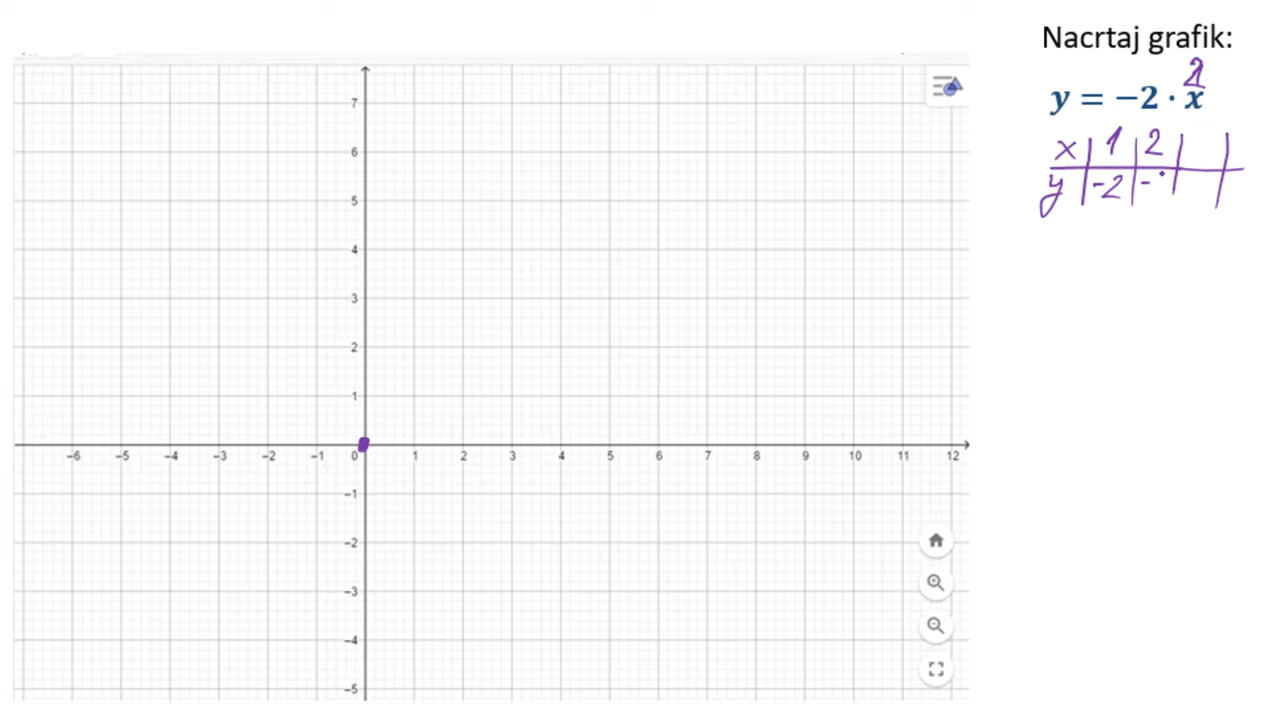 Nacrtaj grafik:
2
y = −2 · x
x | 1 | 2 |
y | -2 | -
7
6
5
4
3
2
1
−6 −5 −4 −3 −2 −1 0 1 2 3 4 5 6 7 8 9 10 11 12
−1
−2
−3
−4
−5